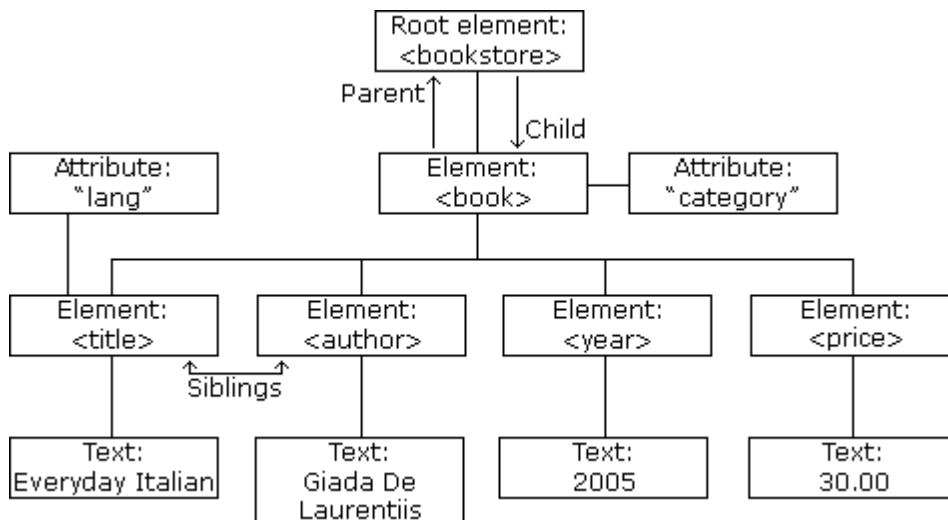 Root element:
<bookstore>
Parent
Child
Attribute:
“lang”
Element:
<book>
Attribute:
“category”
Element:
<title>
Element:
<author>
Element:
<year>
Element:
<price>
Siblings
Text:
Everyday Italian
Text:
Giada De
Laurentiis
Text:
2005
Text:
30.00